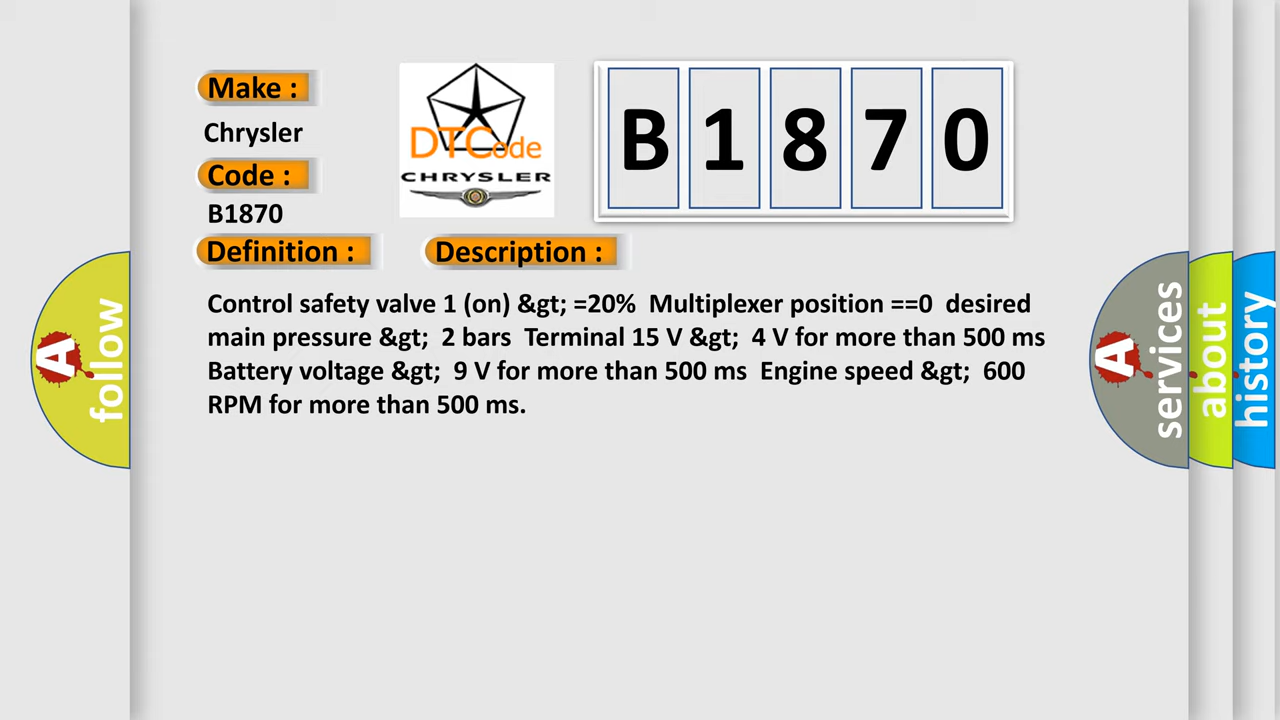 Make :
Chrysler
Code :
B1870
Definition :
Description :
DTCode
CHRYSLER
B 1 8 7 0
Control safety valve 1 (on) &gt; =20% Multiplexer position ==0 desired
main pressure &gt; 2 bars Terminal 15 V &gt; 4 V for more than 500 ms
Battery voltage &gt; 9 V for more than 500 ms Engine speed &gt; 600
RPM for more than 500 ms.
A
follow
A
services
about
history